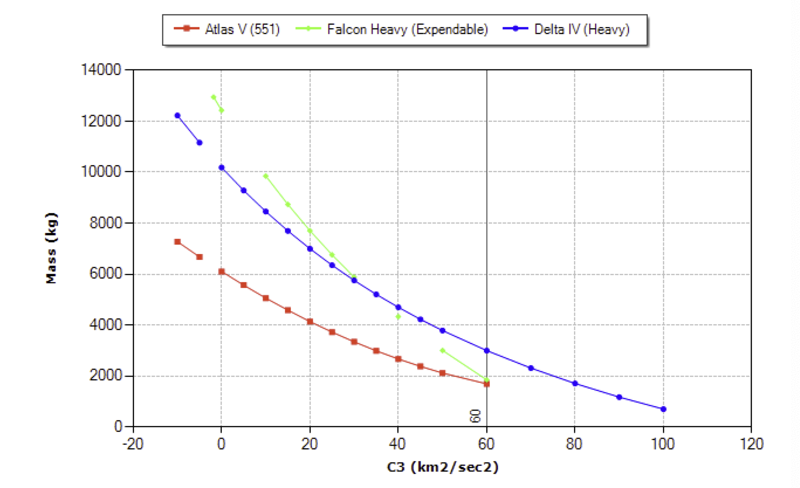 Atlas V (551) Falcon Heavy (Expendable) Delta IV (Heavy)
14000
12000
10000
8000
6000
4000
2000
0
Mass (kg)
60
-20 0 20 40 60 80 100 120
C3 (km2/sec2)